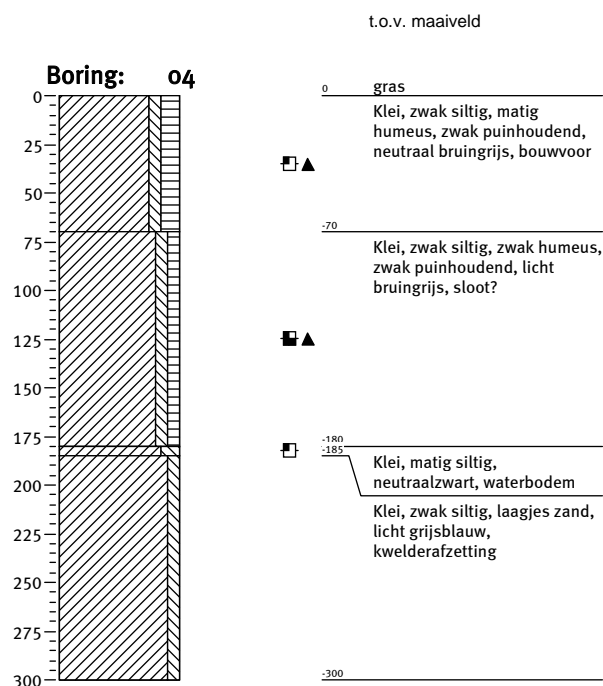 t.o.v. maaiveld
Boring: 04
0
25
50
75
100
125
150
175
200
225
250
275
300
0 gras
Klei, zwak siltig, matig
humeus, zwak puinhoudend,
neutraal bruingrijs, bouwvoor
-70
Klei, zwak siltig, zwak humeus,
zwak puinhoudend, licht
bruingrijs, sloot?
-180
-185
Klei, matig siltig,
neutraalzwart, waterbodem
Klei, zwak siltig, laagjes zand,
licht grijsblauw,
kwelderafzetting
-300